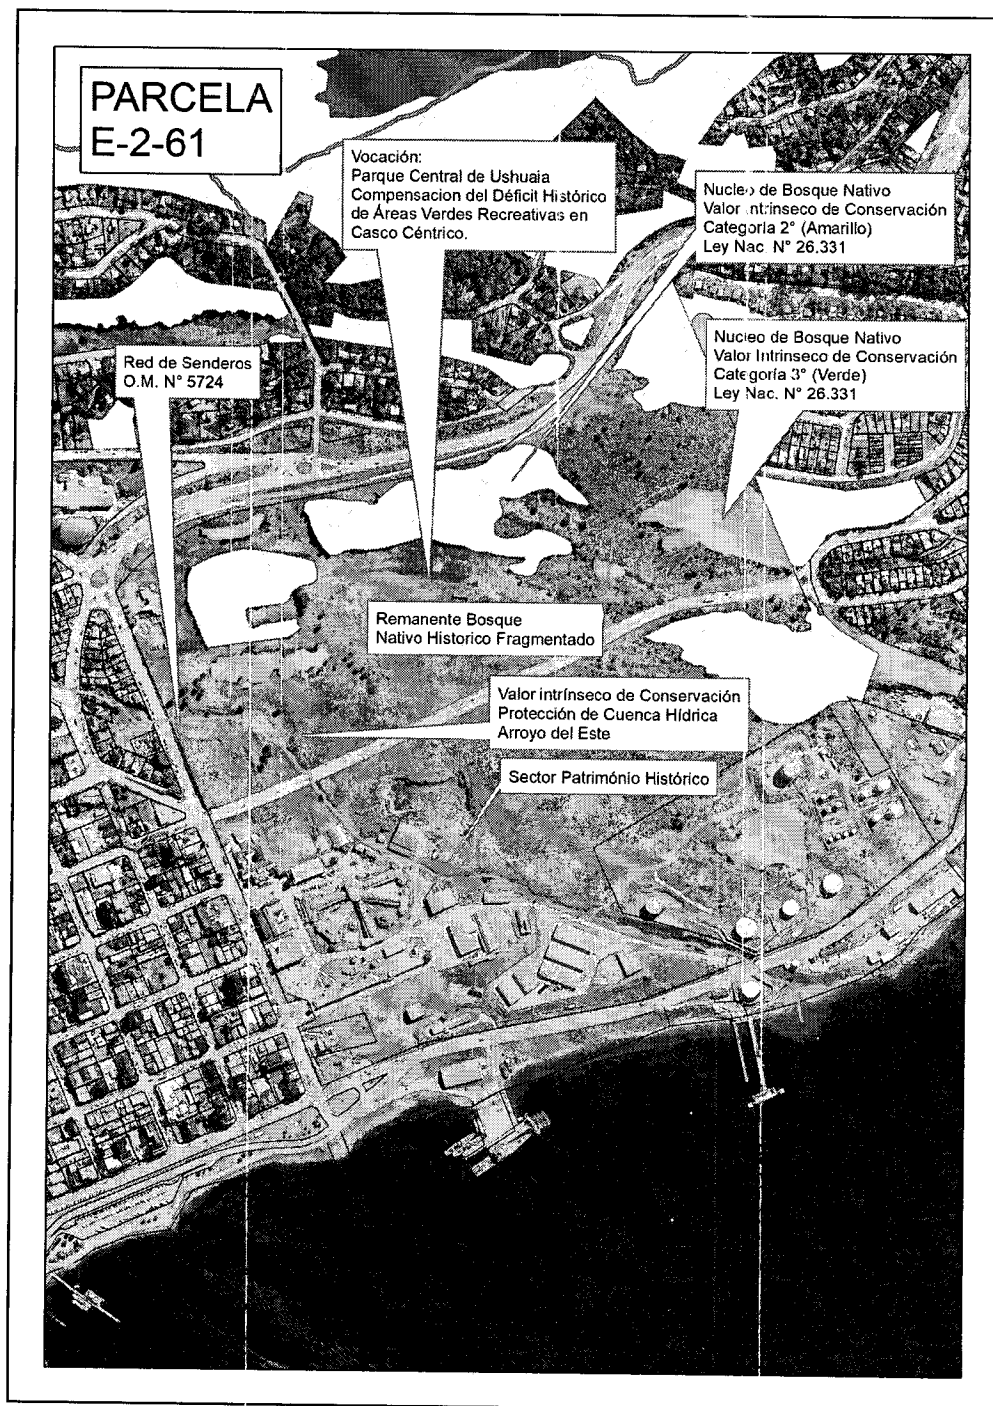 PARCELA
E-2-61
Vocación:
Parque Central de Ushuaia
Compensacion del Déficit Histórico
de Áreas Verdes Recreativas en
Casco Céntrico.
Nucleo de Bosque Nativo
Valor Intrinseco de Conservación
Categoría 2° (Amarillo)
Ley Nac. N° 26.331
Nucleo de Bosque Nativo
Valor Intrinseco de Conservación
Categoría 3° (Verde)
Ley Nac. N° 26.331
Red de Senderos
O.M. N° 5724
Remanente Bosque
Nativo Historico Fragmentado
Valor intrínseco de Conservación
Protección de Cuenca Hídrica
Arroyo del Este
Sector Património Histórico